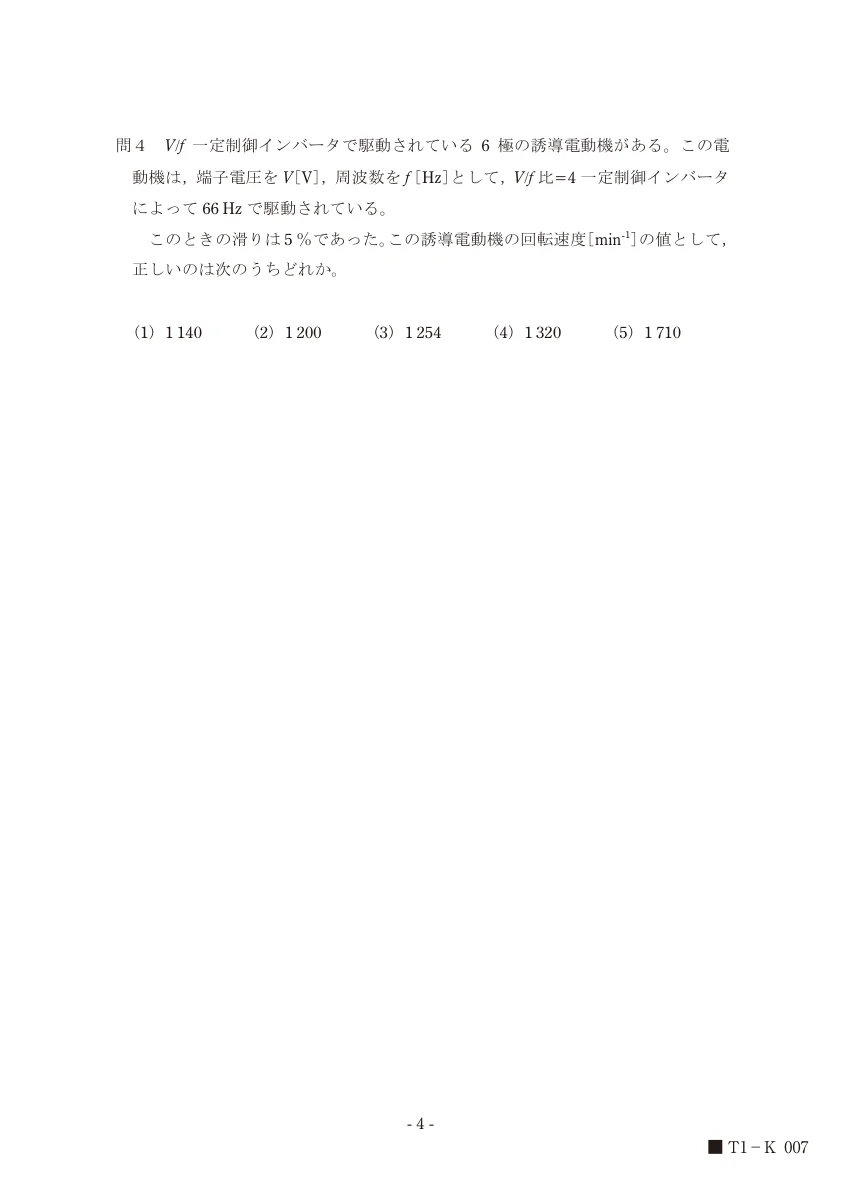 問4 V/f 一定制御インバータで駆動されている 6 極の誘導電動機がある。この電
動機は，端子電圧をV[V]，周波数をf[Hz]として，V/f比=4一定制御インバータ
によって66 Hzで駆動されている。
このときの滑りは5％であった。この誘導電動機の回転速度[min-1]の値として，
正しいのは次のうちどれか。
(1) 1 140 (2) 1 200 (3) 1 254 (4) 1 320 (5) 1 710
- 4 -
■ T1−K 007